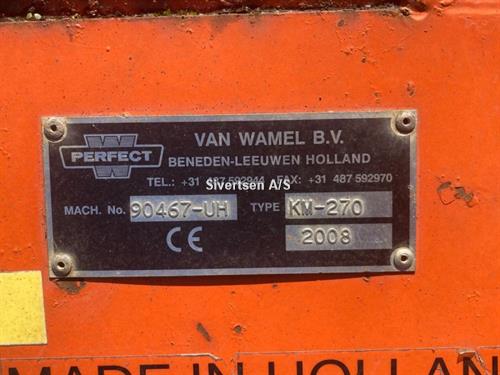 W
PERFECT
VAN WAMEL B.V.
BENEDEN-LEEUWEN HOLLAND
TEL.: +31 487 592944 FAX.: +31 487 592970
Sivertsen A/S
MACH. No. 90467-UH TYPE KM-270
CE 2008
MADE IN HOLLAN